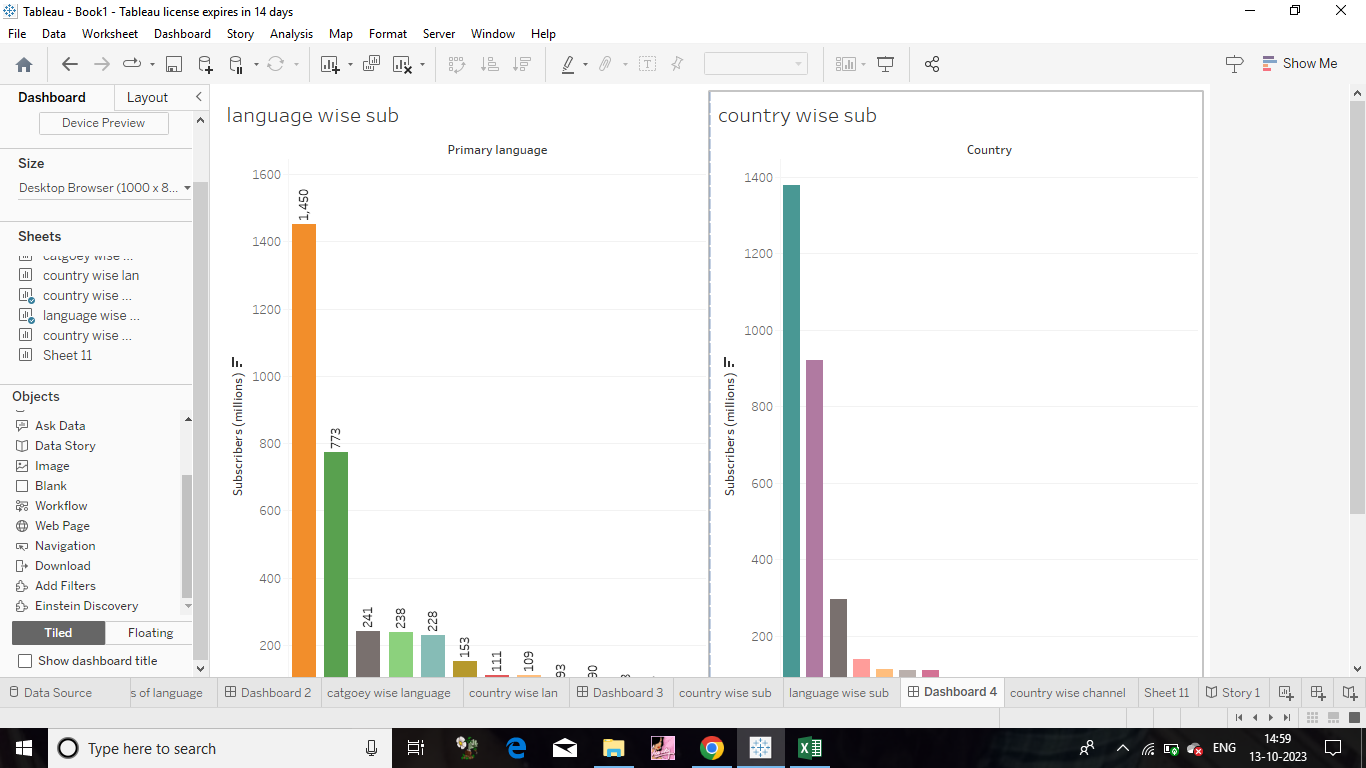 Tableau - Book1 - Tableau license expires in 14 days
File Data Worksheet Dashboard Story Analysis Map Format Server Window Help
Show Me
Dashboard Layout
Device Preview
Size
Desktop Browser (1000 x 8...
Sheets
catgoey wise ...
country wise lan
country wise ...
language wise ...
country wise ...
Sheet 11
Objects
Ask Data
Data Story
Image
Blank
Workflow
Web Page
Navigation
Download
Add Filters
Einstein Discovery
Tiled Floating
Show dashboard title
language wise sub
Primary language
Subscribers (millions)
1600
1400
1200
1000
800
600
400
200
1,450
773
241
238
228
153
111
109
93
90
country wise sub
Country
Subscribers (millions)
1400
1200
1000
800
600
400
200
Data Source s of language Dashboard 2 catgoey wise language country wise lan Dashboard 3 country wise sub language wise sub Dashboard 4 country wise channel Sheet 11 Story 1
Type here to search
ENG
14:59
13-10-2023